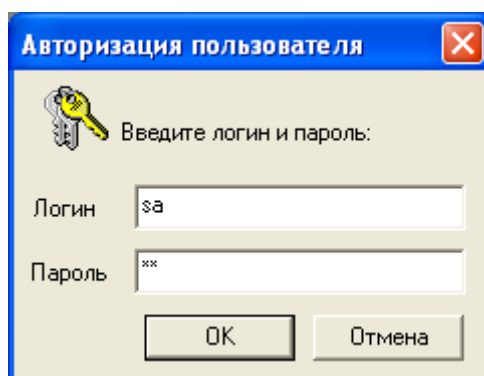 Авторизация пользователя
Введите логин и пароль:
Логин
sa
Пароль
**
OK
Отмена